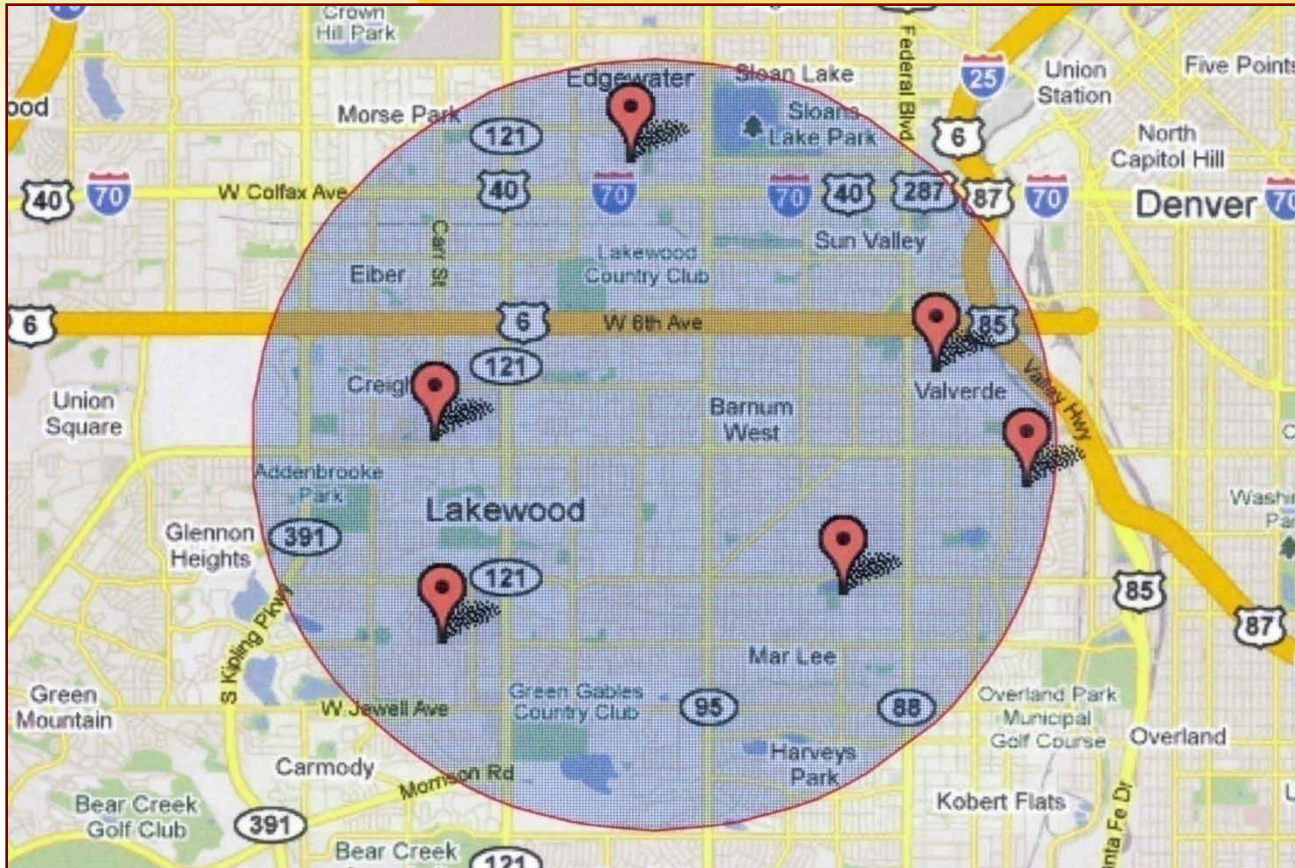 Crown
Hill Park
Edgewater
Sloan Lake
Federal Blvd
25
Union
Station
Five Points
ood
Morse Park
121
Sloans
Lake Park
6
North
Capitol Hill
40
70
W Colfax Ave
40
70
70
40
287
87
70
Denver
70
Carr St
Sun Valley
Eiber
Lakewood
Country Club
6
6
W 6th Ave
85
121
Creigh
Valverde
Valley Hwy
Union
Square
Barnum
West
Addenbrooke
Park
Lakewood
Glennon
Heights
391
121
85
87
S Kipling Pkwy
Mar Lee
Green
Mountain
W Jewell Ave
Green Gables
Country Club
95
88
Overland Park
Municipal
Golf Course
Overland
Carmody
Morrison Rd
Harveys
Park
Bear Creek
Golf Club
391
Kobert Flats
nta Fe Dr
Bear Creek
121